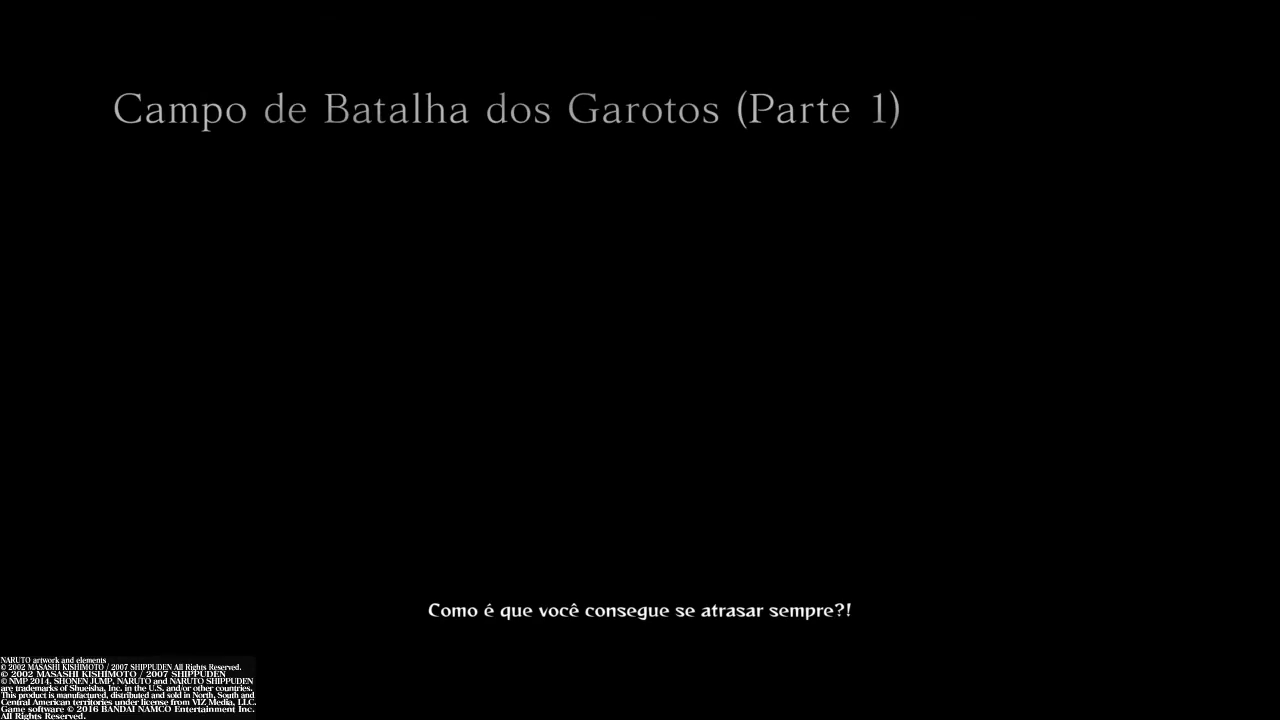 Campo de Batalha dos Garotos (Parte 1)
Como é que você consegue se atrasar sempre?!
NARUTO artwork and elements
© 2002 MASASHI KISHIMOTO / 2007 SHIPPUDEN All Rights Reserved.
© 2002 MASASHI KISHIMOTO / 2007 SHIPPUDEN
© NMP 2014, SHONEN JUMP, NARUTO and NARUTO SHIPPUDEN
are trademarks of Shueisha, Inc. in the U.S. and/or other countries.
This product is manufactured, distributed and sold in North, South and
Central American territories under license from VIZ Media, LLC.
Game software © 2016 BANDAI NAMCO Entertainment Inc.
All Rights Reserved.